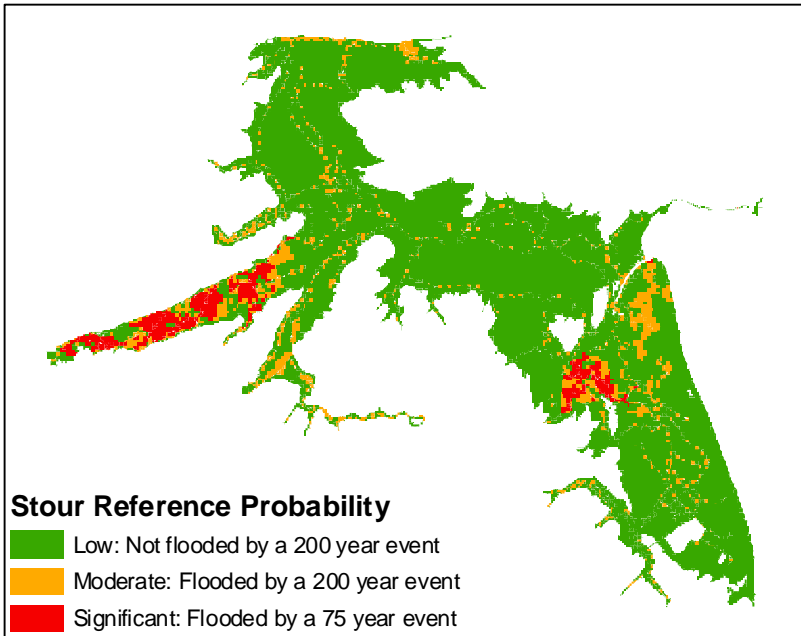 Stour Reference Probability
Low: Not flooded by a 200 year event
Moderate: Flooded by a 200 year event
Significant: Flooded by a 75 year event